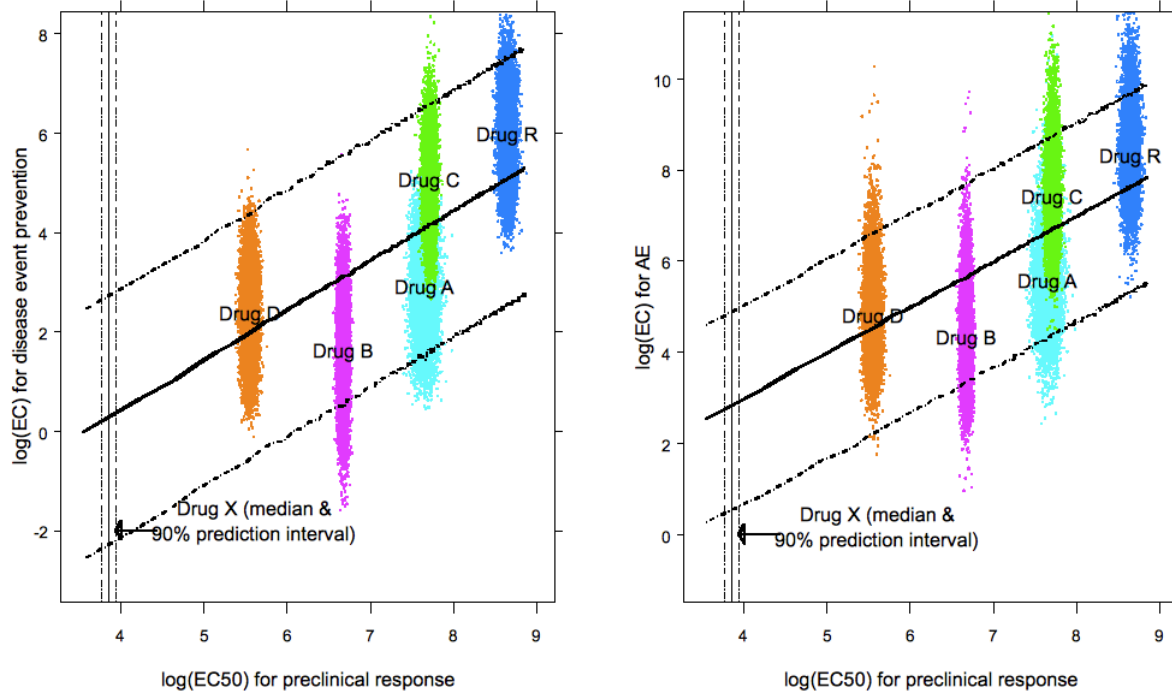 log(EC) for disease event prevention
8
6
4
2
0
-2
Drug R
Drug C
Drug A
Drug D
Drug B
Drug X (median &
90% prediction interval)
4 5 6 7 8 9
log(EC50) for preclinical response
log(EC) for AE
10
8
6
4
2
0
Drug R
Drug C
Drug A
Drug D
Drug B
Drug X (median &
90% prediction interval)
4 5 6 7 8 9
log(EC50) for preclinical response